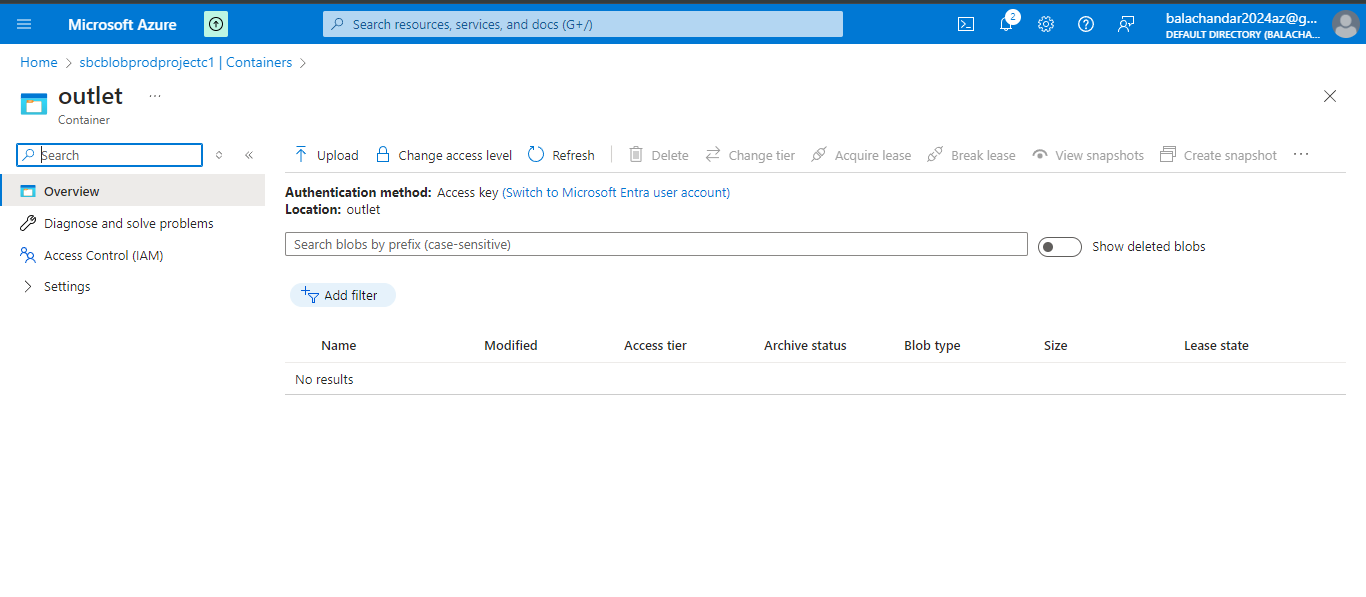 Microsoft Azure
Search resources, services, and docs (G+/)
2
balachandar2024az@g...
DEFAULT DIRECTORY (BALACHA...
Home > sbcblobprodprojectc1 | Containers >
outlet ...
Container
Search
Overview
Diagnose and solve problems
Access Control (IAM)
Settings
Upload Change access level Refresh Delete Change tier Acquire lease Break lease View snapshots Create snapshot ...
Authentication method: Access key (Switch to Microsoft Entra user account)
Location: outlet
Search blobs by prefix (case-sensitive)
Show deleted blobs
Add filter
Name Modified Access tier Archive status Blob type Size Lease state
No results